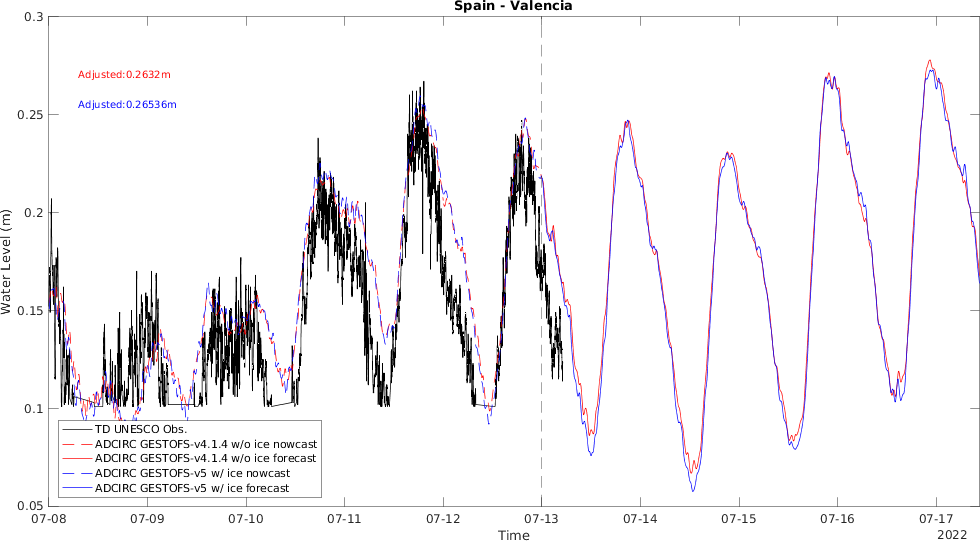 Spain - Valencia
0.3
0.25
0.2
0.15
0.1
0.05
Water Level (m)
Adjusted:0.2632m
Adjusted:0.26536m
TD UNESCO Obs.
ADCIRC GESTOFS-v4.1.4 w/o ice nowcast
ADCIRC GESTOFS-v4.1.4 w/o ice forecast
ADCIRC GESTOFS-v5 w/ ice nowcast
ADCIRC GESTOFS-v5 w/ ice forecast
07-08 07-09 07-10 07-11 07-12 07-13 07-14 07-15 07-16 07-17
Time
2022